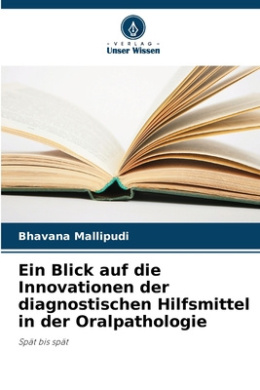 VERLAG
Unser Wissen
Bhavana Mallipudi
Ein Blick auf die
Innovationen der
diagnostischen Hilfsmittel
in der Oralpathologie
Spät bis spät